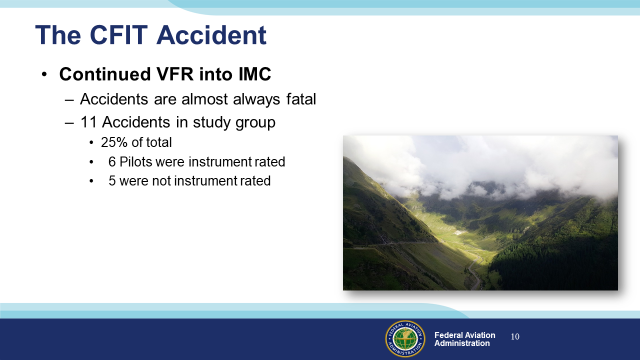 The CFIT Accident
• Continued VFR into IMC
– Accidents are almost always fatal
– 11 Accidents in study group
• 25% of total
• 6 Pilots were instrument rated
• 5 were not instrument rated
Federal Aviation
Administration
10